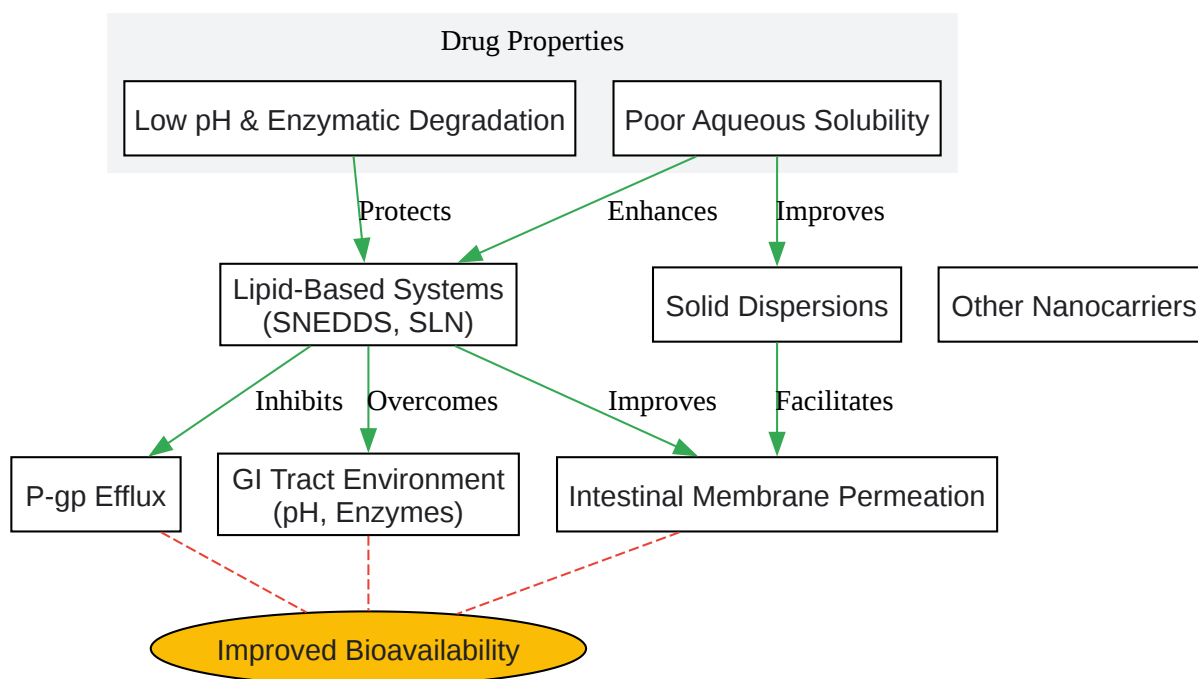 Drug Properties
Low pH & Enzymatic Degradation
Poor Aqueous Solubility
Protects
Enhances
Improves
Lipid-Based Systems
(SNEDDS, SLN)
Solid Dispersions
Other Nanocarriers
Inhibits
Overcomes
Improves
Facilitates
P-gp Efflux
GI Tract Environment
(pH, Enzymes)
Intestinal Membrane Permeation
Improved Bioavailability